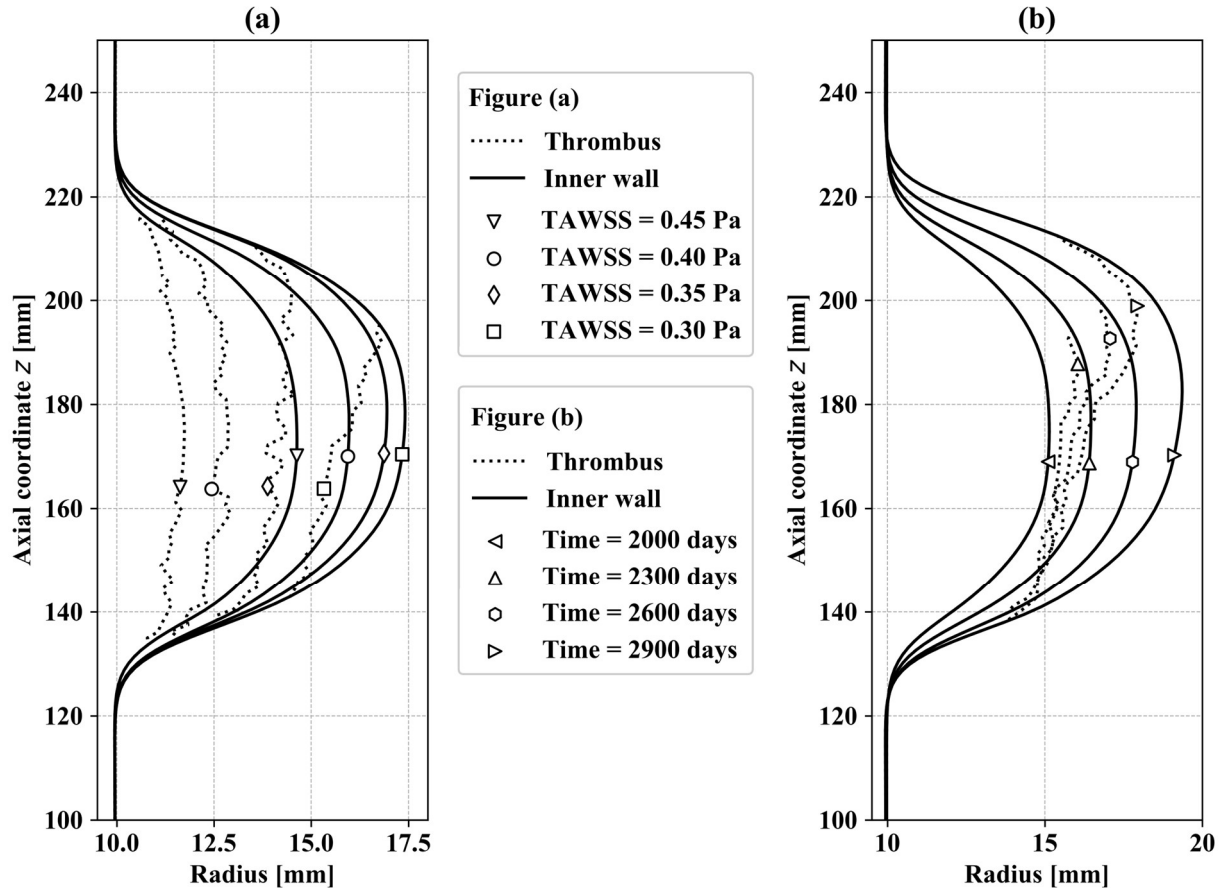 (a)
240
220
200
180
160
140
120
100
Axial coordinate z [mm]
10.0 12.5 15.0 17.5
Radius [mm]
Figure (a)
Thrombus
Inner wall
TAWSS = 0.45 Pa
TAWSS = 0.40 Pa
TAWSS = 0.35 Pa
TAWSS = 0.30 Pa
Figure (b)
Thrombus
Inner wall
Time = 2000 days
Time = 2300 days
Time = 2600 days
Time = 2900 days
(b)
240
220
200
180
160
140
120
100
Axial coordinate z [mm]
10 15 20
Radius [mm]